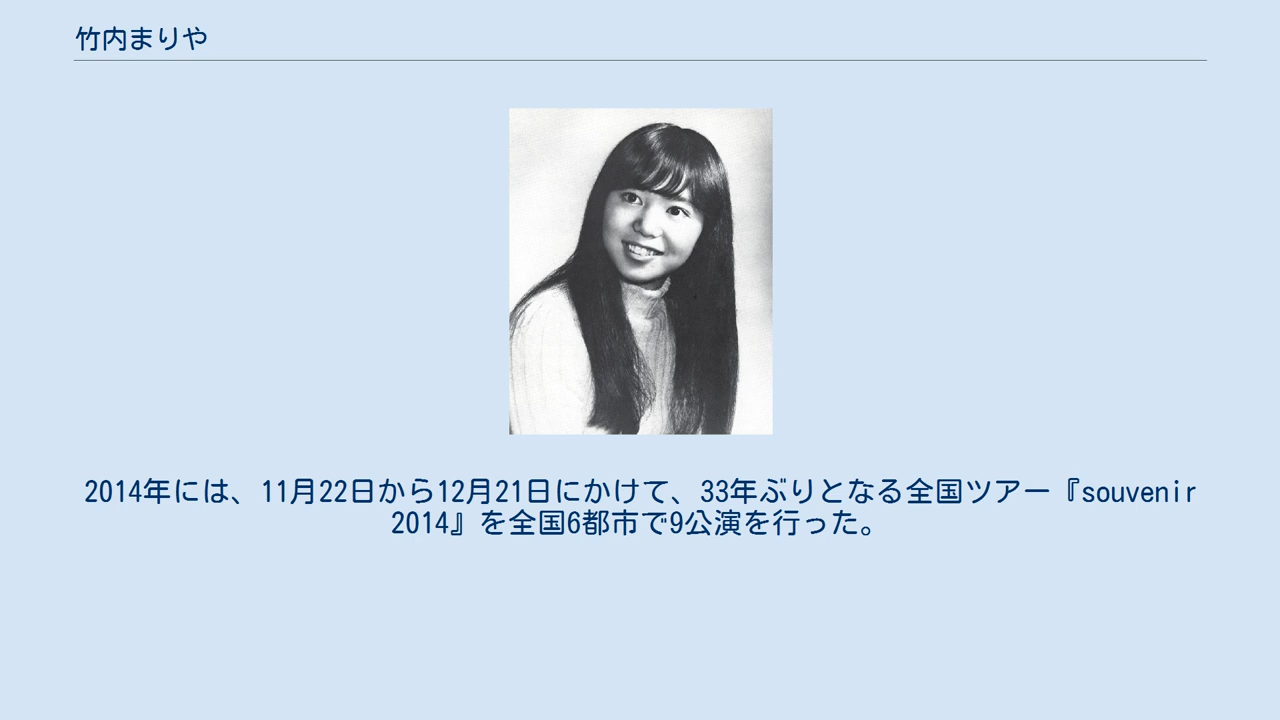 竹内まりや
2014年には、11月22日から12月21日にかけて、33年ぶりとなる全国ツアー『souvenir
2014』を全国6都市で9公演を行った。